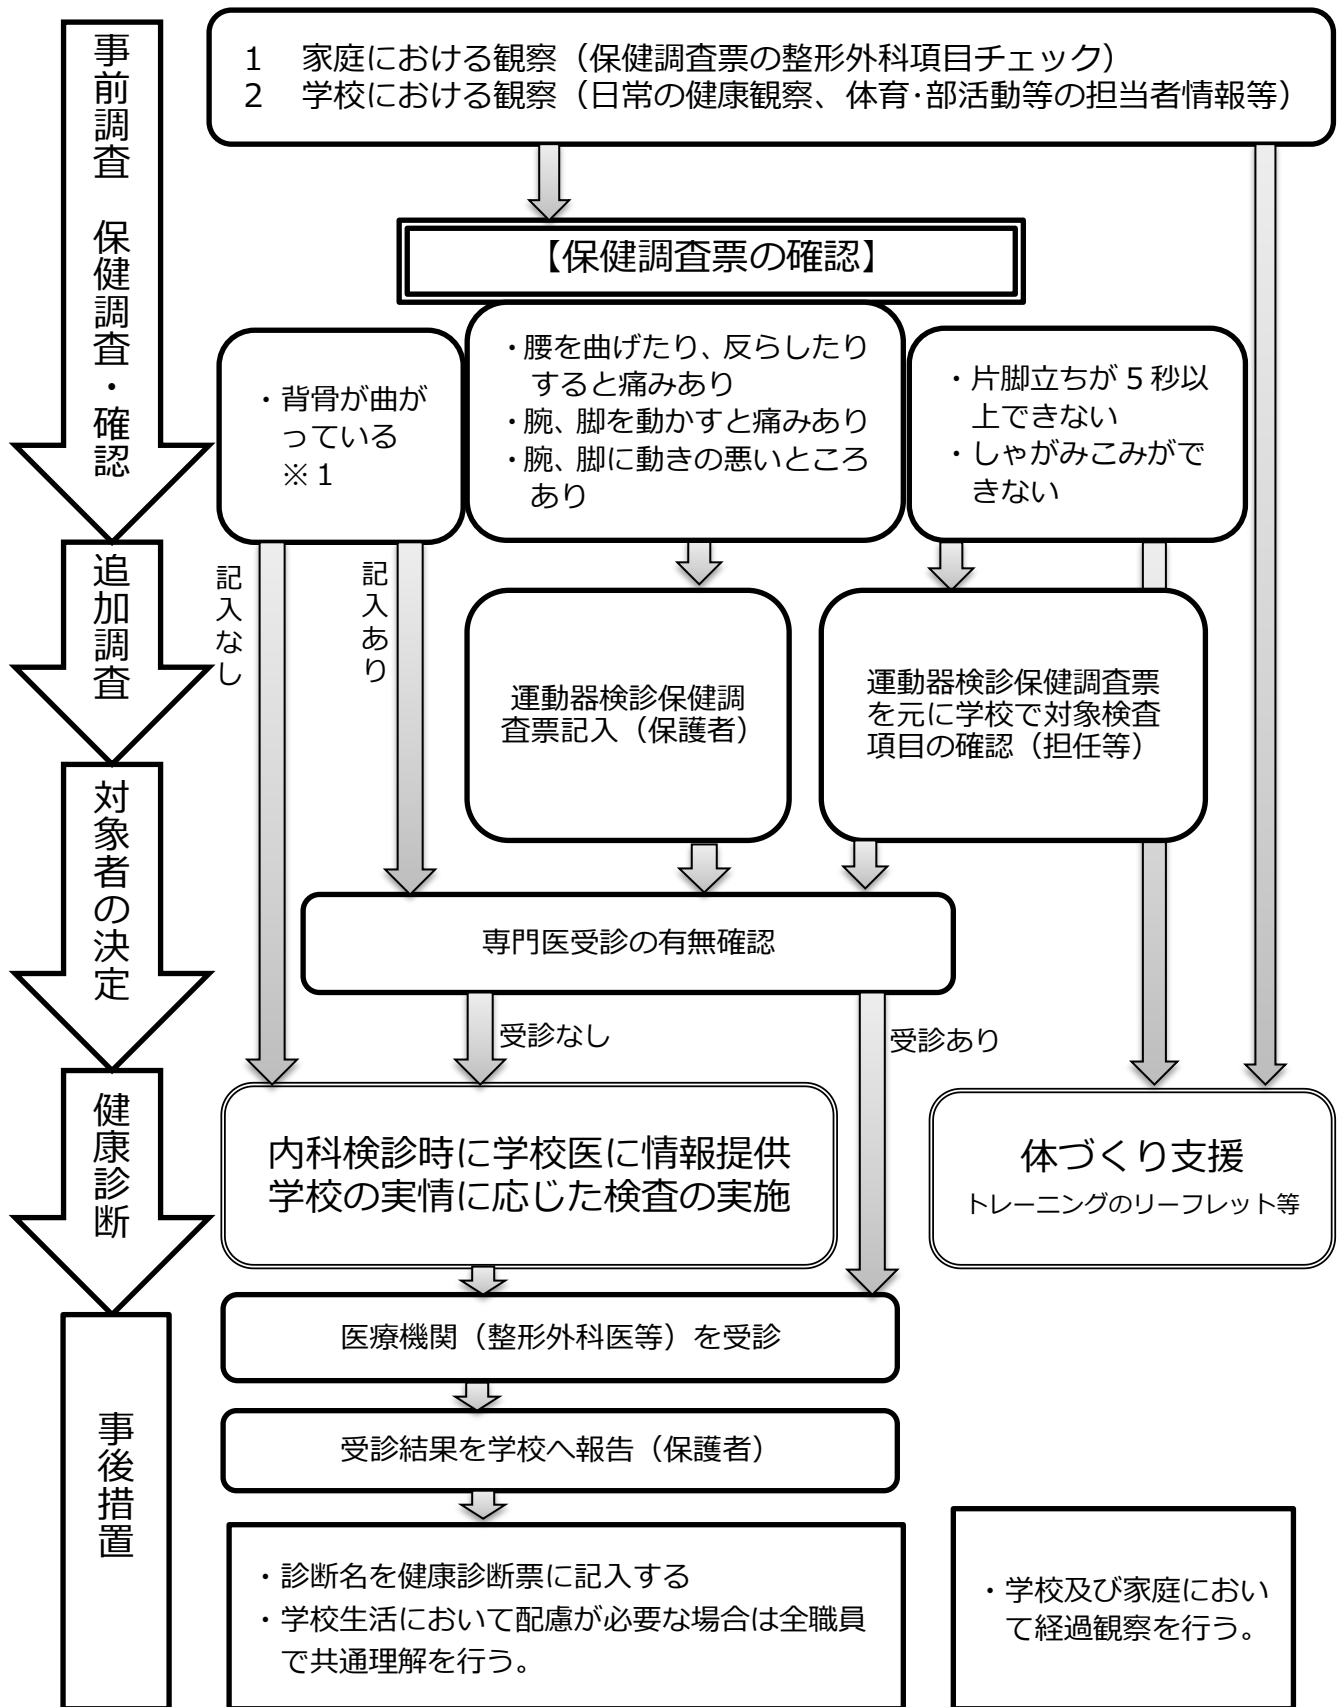 事前調査 保健調査・確認
1 家庭における観察(保健調査票の整形外科項目チェック)
2 学校における観察(日常の健康観察、体育･部活動等の担当者情報等)
【保健調査票の確認】
・背骨が曲が
っている
※1
・腰を曲げたり、反らしたり
すると痛みあり
・腕、脚を動かすと痛みあり
・腕、脚に動きの悪いところ
あり
・片脚立ちが5秒以
上できない
・しゃがみこみがで
きない
追加調査
記入なし
記入あり
運動器検診保健調
査票記入(保護者)
運動器検診保健調査票
を元に学校で対象検査
項目の確認(担任等)
対象者の決定
専門医受診の有無確認
受診なし
受診あり
健康診断
内科検診時に学校医に情報提供
学校の実情に応じた検査の実施
体づくり支援
トレーニングのリーフレット等
事後措置
医療機関(整形外科医等)を受診
受診結果を学校へ報告(保護者)
・診断名を健康診断票に記入する
・学校生活において配慮が必要な場合は全職員
で共通理解を行う。
・学校及び家庭におい
て経過観察を行う。